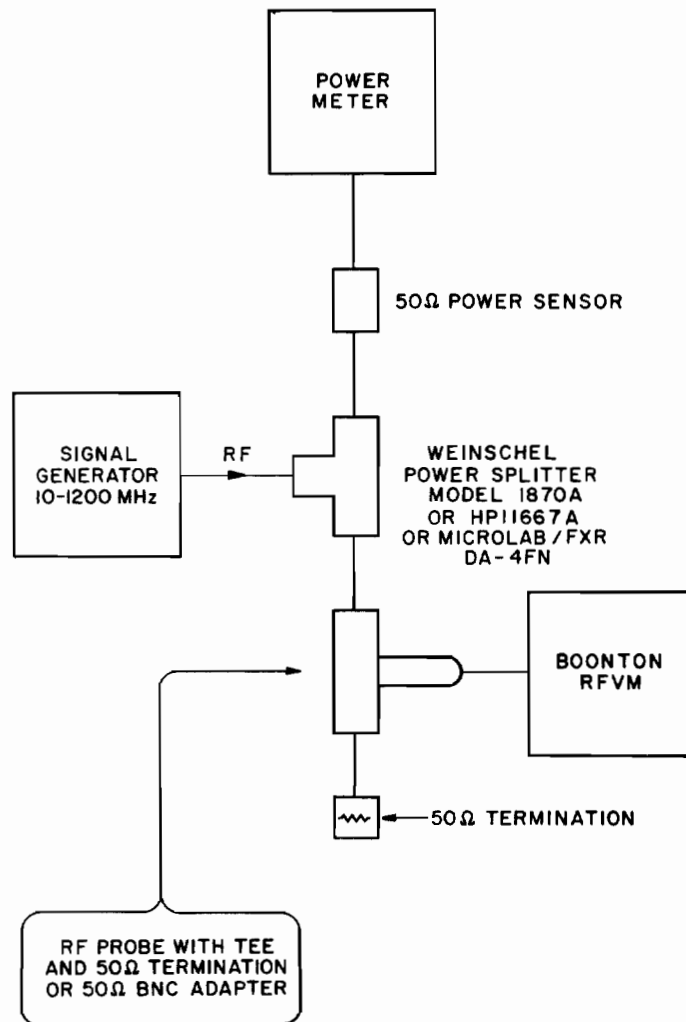 POWER
METER
50Ω POWER SENSOR
SIGNAL
GENERATOR
10-1200 MHz
RF
WEINSCHEL
POWER SPLITTER
MODEL 1870A
OR HP11667A
OR MICROLAB/FXR
DA-4FN
BOONTON
RFVM
50Ω TERMINATION
RF PROBE WITH TEE
AND 50Ω TERMINATION
OR 50Ω BNC ADAPTER